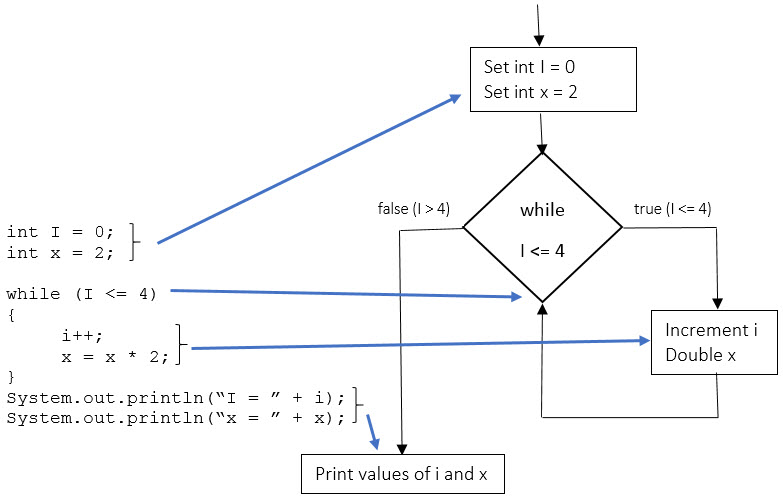 Set int I = 0
Set int x = 2
false (I > 4)
while
I <= 4
true (I <= 4)
int I = 0;
int x = 2;
while (I <= 4)
{
i++;
x = x * 2;
}
System.out.println(“I = ” + i);
System.out.println(“x = ” + x);
Increment i
Double x
Print values of i and x